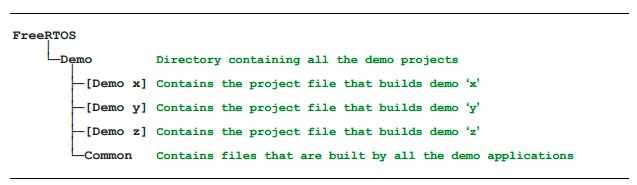 FreeRTOS
Demo Directory containing all the demo projects
[Demo x] Contains the project file that builds demo ‘x’
[Demo y] Contains the project file that builds demo ‘y’
[Demo z] Contains the project file that builds demo ‘z’
Common Contains files that are built by all the demo applications